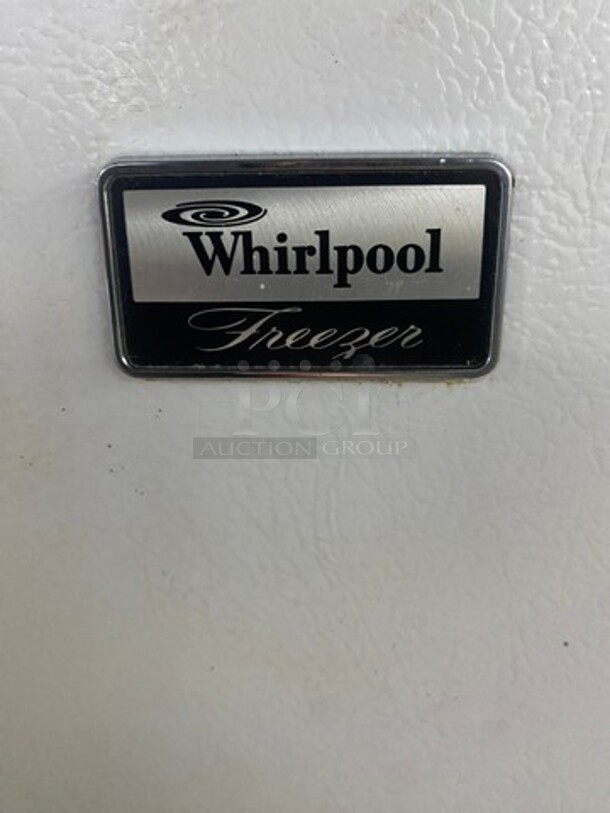 Whirlpool
Freezer
PCI
AUCTION GROUP